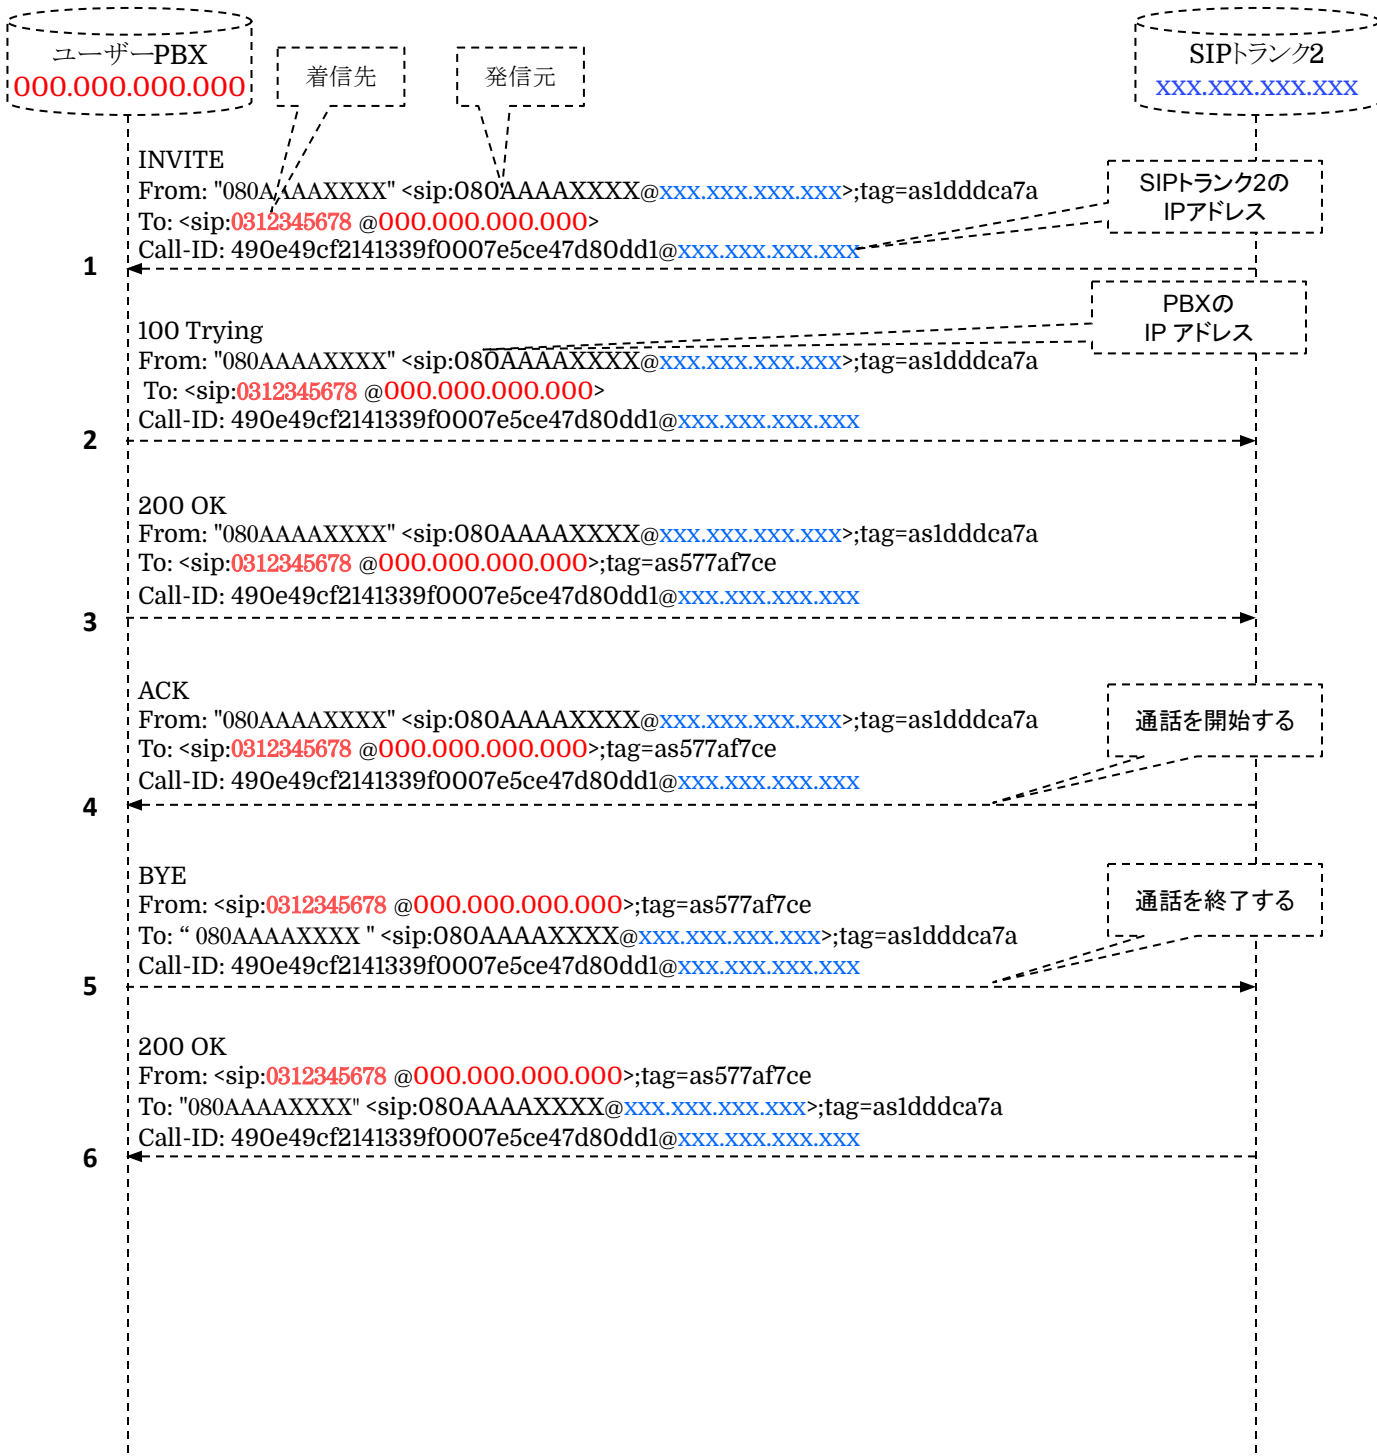 ユーザーPBX
000.000.000.000
着信先
発信元
SIPトランク2
xxx.xxx.xxx.xxx
INVITE
From: "080AAAAXXXX" <sip:080AAAAXXXX@xxx.xxx.xxx.xxx>;tag=as1dddca7a
To: <sip:0312345678 @000.000.000.000>
Call-ID: 490e49cf2141339f0007e5ce47d80dd1@xxx.xxx.xxx.xxx
SIPトランク2の
IPアドレス
1
PBXの
IP アドレス
100 Trying
From: "080AAAAXXXX" <sip:080AAAAXXXX@xxx.xxx.xxx.xxx>;tag=as1dddca7a
To: <sip:0312345678 @000.000.000.000>
Call-ID: 490e49cf2141339f0007e5ce47d80dd1@xxx.xxx.xxx.xxx
2
200 OK
From: "080AAAAXXXX" <sip:080AAAAXXXX@xxx.xxx.xxx.xxx>;tag=as1dddca7a
To: <sip:0312345678 @000.000.000.000>;tag=as577af7ce
Call-ID: 490e49cf2141339f0007e5ce47d80dd1@xxx.xxx.xxx.xxx
3
ACK
From: "080AAAAXXXX" <sip:080AAAAXXXX@xxx.xxx.xxx.xxx>;tag=as1dddca7a
To: <sip:0312345678 @000.000.000.000>;tag=as577af7ce
Call-ID: 490e49cf2141339f0007e5ce47d80dd1@xxx.xxx.xxx.xxx
通話を開始する
4
BYE
From: <sip:0312345678 @000.000.000.000>;tag=as577af7ce
To: “ 080AAAAXXXX " <sip:080AAAAXXXX@xxx.xxx.xxx.xxx>;tag=as1dddca7a
Call-ID: 490e49cf2141339f0007e5ce47d80dd1@xxx.xxx.xxx.xxx
通話を終了する
5
200 OK
From: <sip:0312345678 @000.000.000.000>;tag=as577af7ce
To: "080AAAAXXXX" <sip:080AAAAXXXX@xxx.xxx.xxx.xxx>;tag=as1dddca7a
Call-ID: 490e49cf2141339f0007e5ce47d80dd1@xxx.xxx.xxx.xxx
6